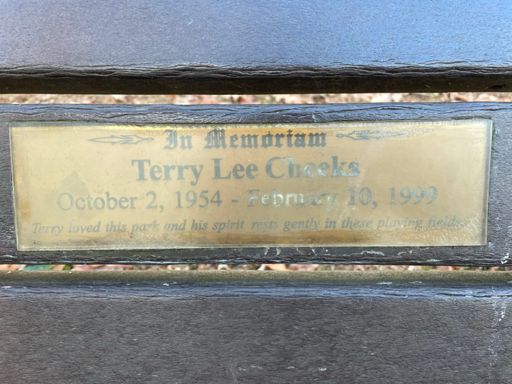 In Memoriam
Terry Lee Cheeks
October 2, 1954 - February 10, 1999
Terry loved this park and his spirit rests gently in these playing fields.